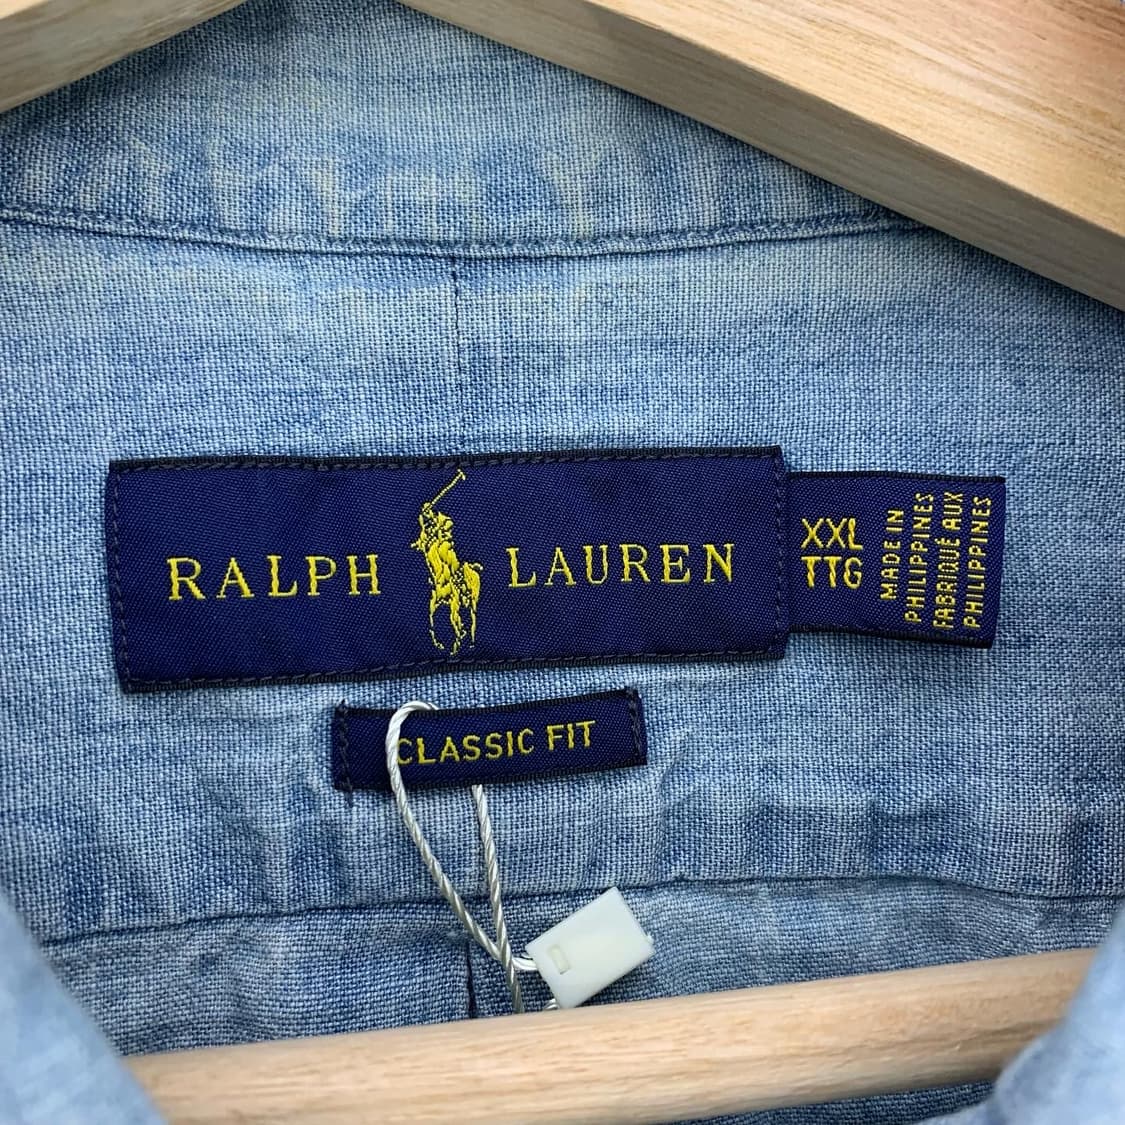 RALPH LAUREN
XXL
TTG
MADE IN
PHILIPPINES
FABRIQUÉ AUX
PHILIPPINES
CLASSIC FIT